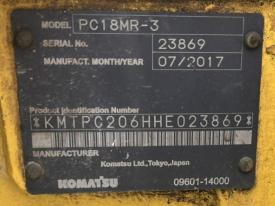 MODEL PC18MR-3
SERIAL No. 23869
MANUFACT. MONTH/YEAR 07/2017
Product Identification Number
*KMTPC206HHE023869*
Komatsu Ltd.,Tokyo,Japan
KOMATSU 09601-14000